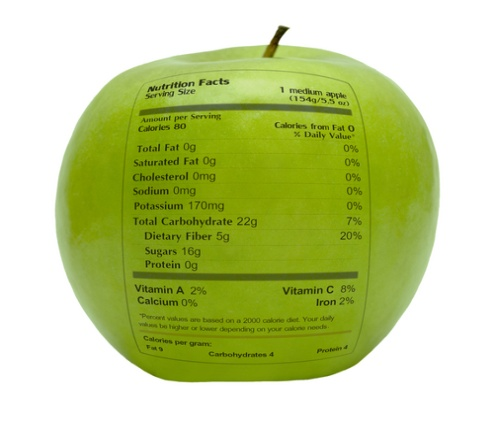 Nutrition Facts
Serving Size 1 medium apple
(154g/5.5 oz)
Amount per Serving
Calories 80 Calories from Fat 0
% Daily Value*
Total Fat 0g 0%
Saturated Fat 0g 0%
Cholesterol 0mg 0%
Sodium 0mg 0%
Potassium 170mg 0%
Total Carbohydrate 22g 7%
Dietary Fiber 5g 20%
Sugars 16g
Protein 0g
Vitamin A 2% Vitamin C 8%
Calcium 0% Iron 2%
*Percent values are based on a 2000 calorie diet. Your daily
values be higher or lower depending on your calorie needs.
Calories per gram:
Fat 9 Carbohydrates 4 Protein 4